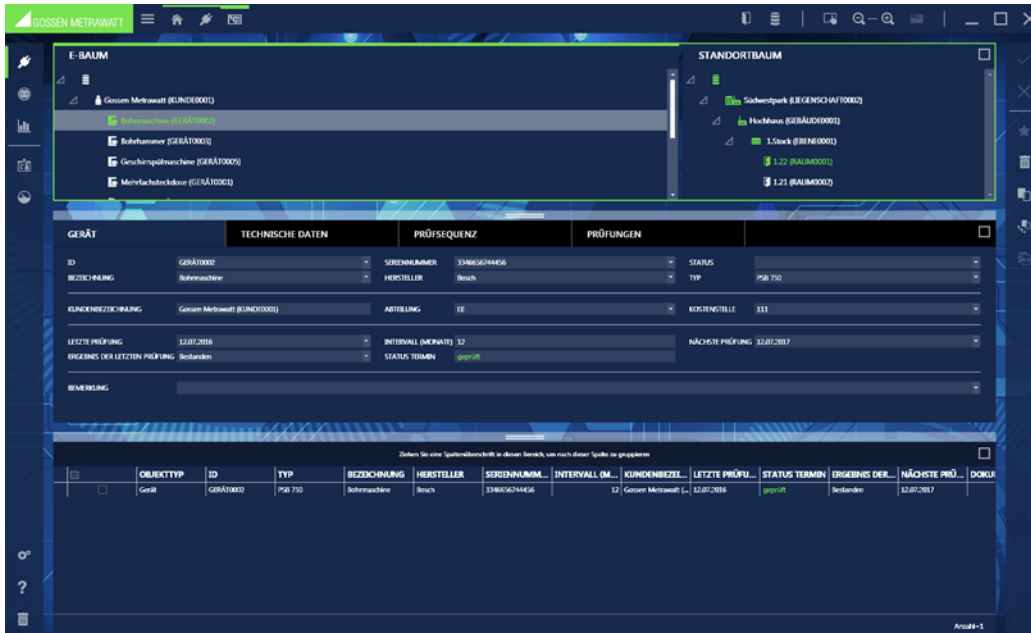 GOSSEN METRAWATT
E-BAUM
STANDORTBAUM
Gossen Metrawatt (KUNDE0001)
Bohrmaschine (GERÄT0002)
Bohrhammer (GERÄT0003)
Geschirrspülmaschine (GERÄT0005)
Mehrfachsteckdose (GERÄT0001)
Südwestpark (LIEGENSCHAFT0002)
Hochhaus (GEBÄUDE0001)
1.Stock (EBENE0001)
1.22 (RAUM0001)
1.21 (RAUM0002)
GERÄT TECHNISCHE DATEN PRÜFSEQUENZ PRÜFUNGEN
ID GERÄT0002 SERIENNUMMER 3346656744456 STATUS
BEZEICHNUNG Bohrmaschine HERSTELLER Bosch TYP PSB 750
KUNDENBEZEICHNUNG Gossen Metrawatt (KUNDE0001) ABTEILUNG EE KOSTENSTELLE 111
LETZTE PRÜFUNG 12.07.2016 INTERVALL (MONATE) 12 NÄCHSTE PRÜFUNG 12.07.2017
ERGEBNIS DER LETZTEN PRÜFUNG Bestanden STATUS TERMIN geprüft
BEMERKUNG
Ziehen Sie eine Spaltenüberschrift in diesen Bereich, um nach dieser Spalte zu gruppieren
OBJEKTTYP ID TYP BEZEICHNUNG HERSTELLER SERIENNUMM... INTERVALL (M... KUNDENBEZEI... LETZTE PRÜFU... STATUS TERMIN ERGEBNIS DER... NÄCHSTE PRÜ... DOKU
Gerät GERÄT0002 PSB 750 Bohrmaschine Bosch 3346656744456 12 Gossen Metrawatt (... 12.07.2016 geprüft Bestanden 12.07.2017
?
Anzahl=1